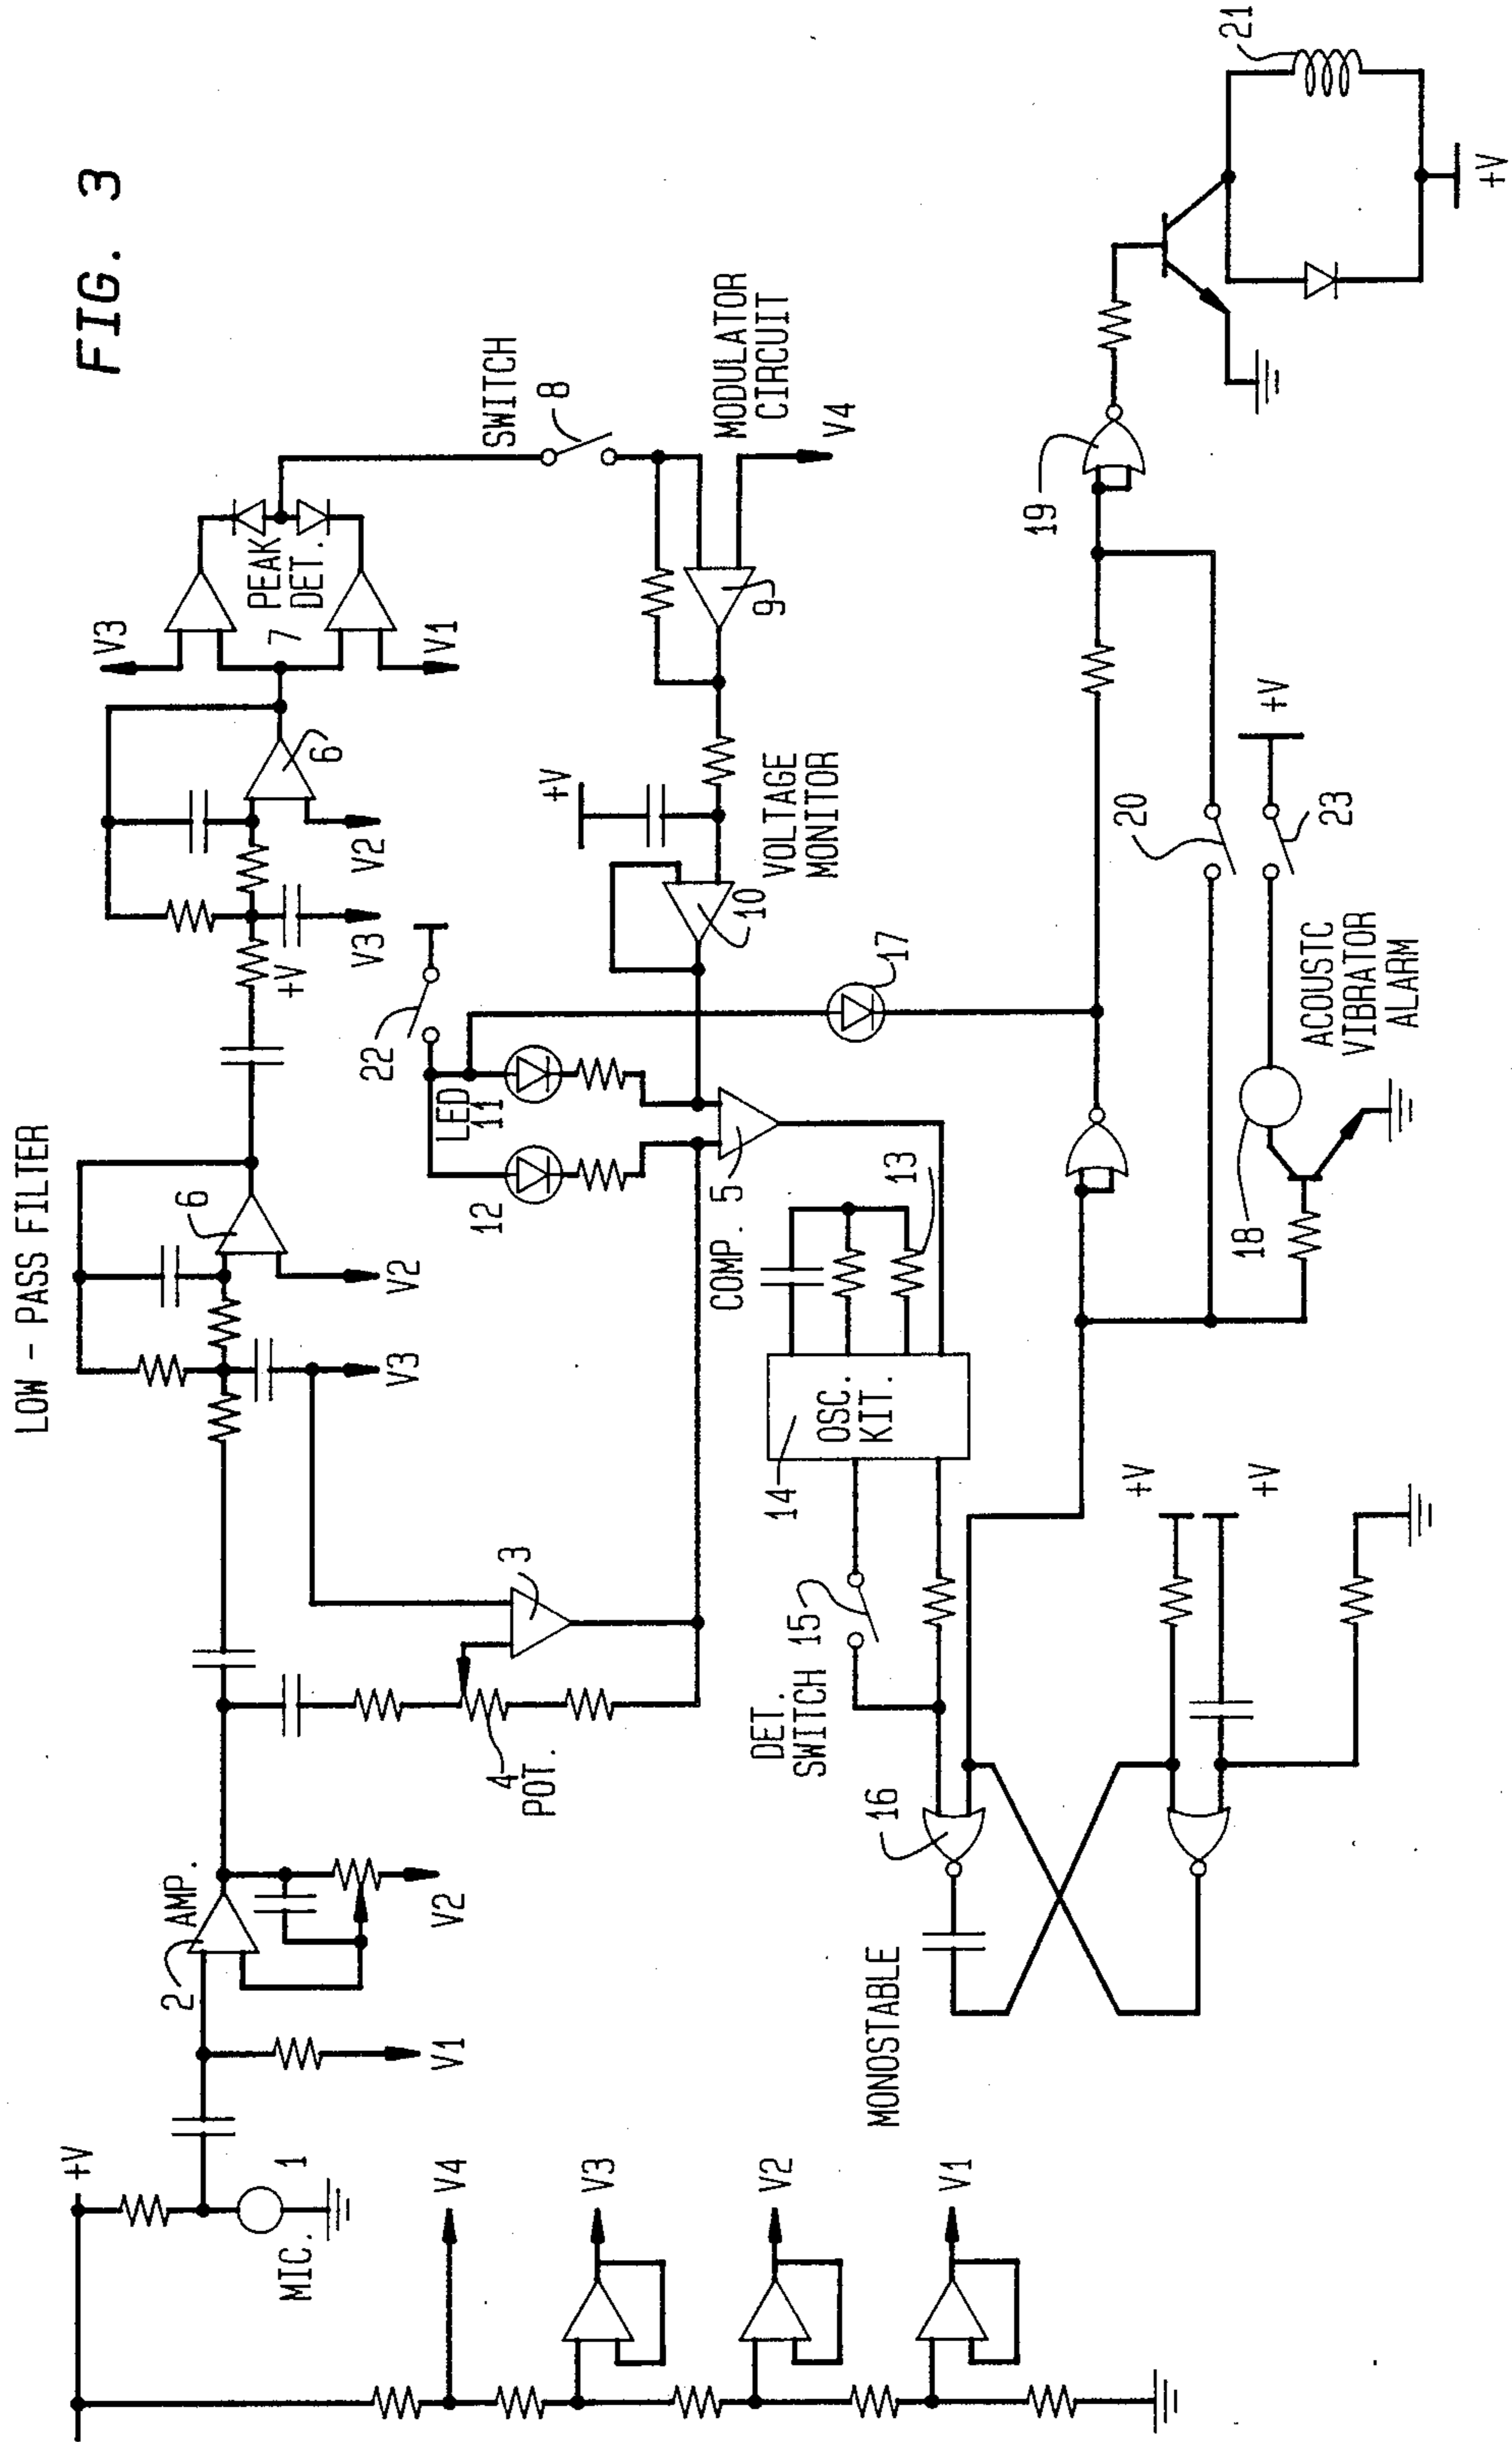 FIG. 3
LOW - PASS FILTER
+V
MIC.
1
2
AMP.
V1
V2
4
POT.
3
V3
6
V2
+V
V3
6
V2
V3
7
PEAK
DET.
V1
SWITCH
8
MODULATOR
CIRCUIT
V4
9
+V
VOLTAGE
MONITOR
10
22
LED
11
12
17
COMP.
5
13
14
OSC.
KIT.
DET.
SWITCH
15
16
MONOSTABLE
+V
+V
18
ACOUSTC
VIBRATOR
ALARM
20
23
+V
19
21
+V
V4
V3
V2
V1